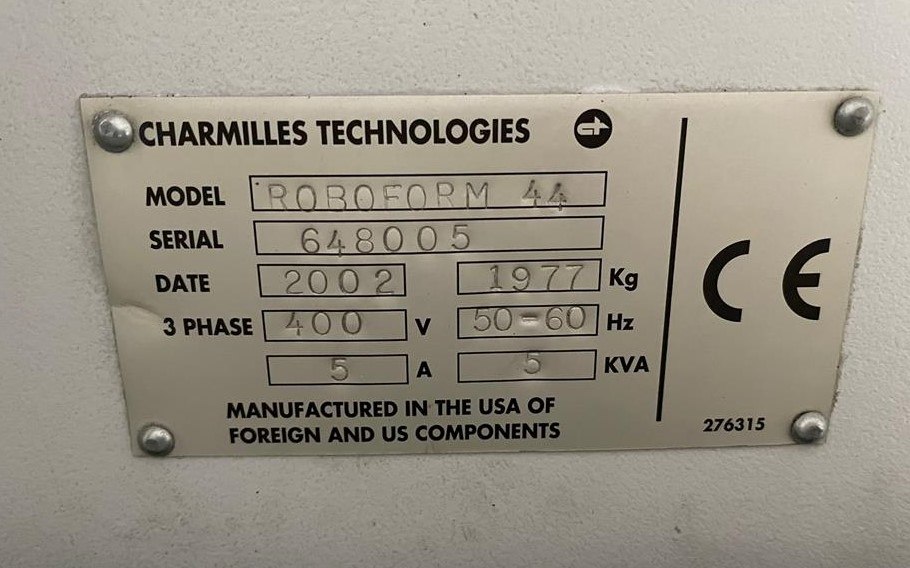 CHARMILLES TECHNOLOGIES
MODEL ROBOFORM 44
SERIAL 648005
DATE 2002 1977 Kg
3 PHASE 400 V 50-60 Hz
5 A 5 KVA
MANUFACTURED IN THE USA OF
FOREIGN AND US COMPONENTS
CE
276315